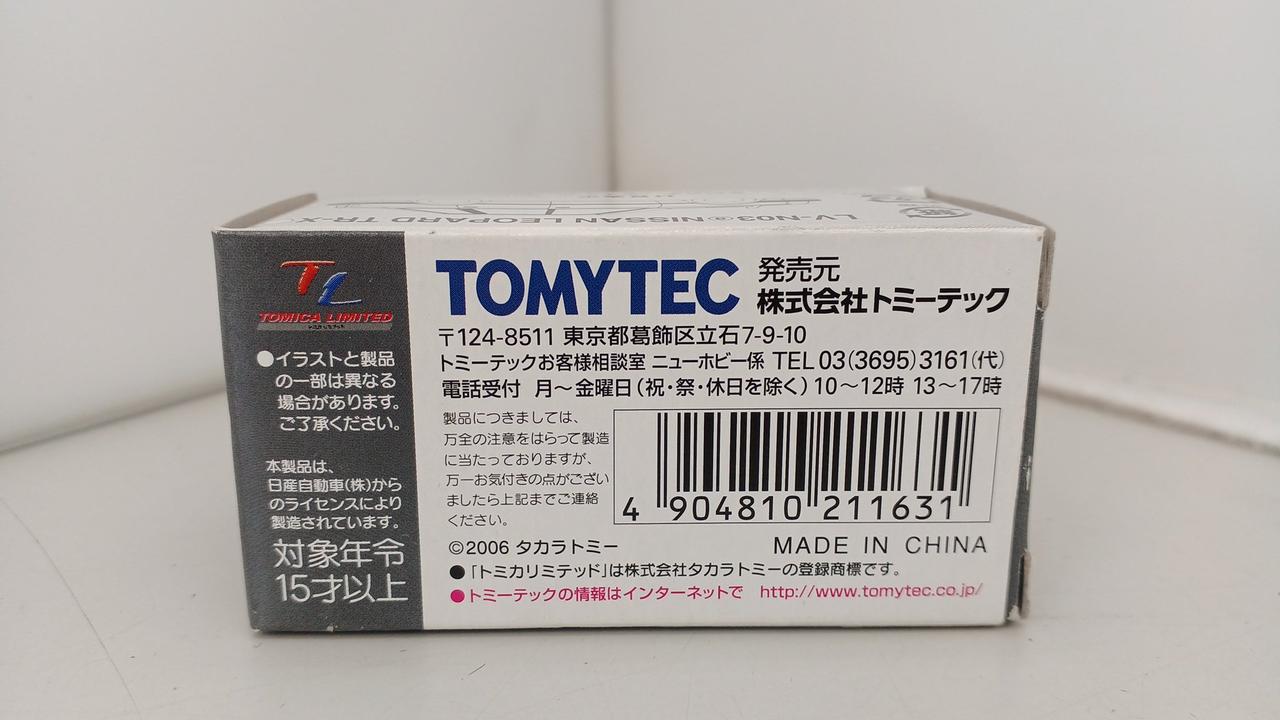 LV-N03ⓐNISSAN LEOPARD TR-X
TL
TOMICA LIMITED
トミカリミテッド
●イラストと製品
の一部は異なる
場合があります。
ご了承ください。
本製品は、
日産自動車(株)から
のライセンスにより
製造されています。
対象年令
15才以上
TOMYTEC
発売元
株式会社トミーテック
〒124-8511 東京都葛飾区立石7-9-10
トミーテックお客様相談室 ニューホビー係 TEL 03(3695)3161(代)
電話受付 月〜金曜日(祝・祭・休日を除く) 10〜12時 13〜17時
製品につきましては、
万全の注意をはらって製造
に当たっておりますが、
万一お気付きの点がござい
ましたら上記までご連絡
ください。
4 904810 211631
©2006 タカラトミー
MADE IN CHINA
●「トミカリミテッド」は株式会社タカラトミーの登録商標です。
●トミーテックの情報はインターネットで http://www.tomytec.co.jp/